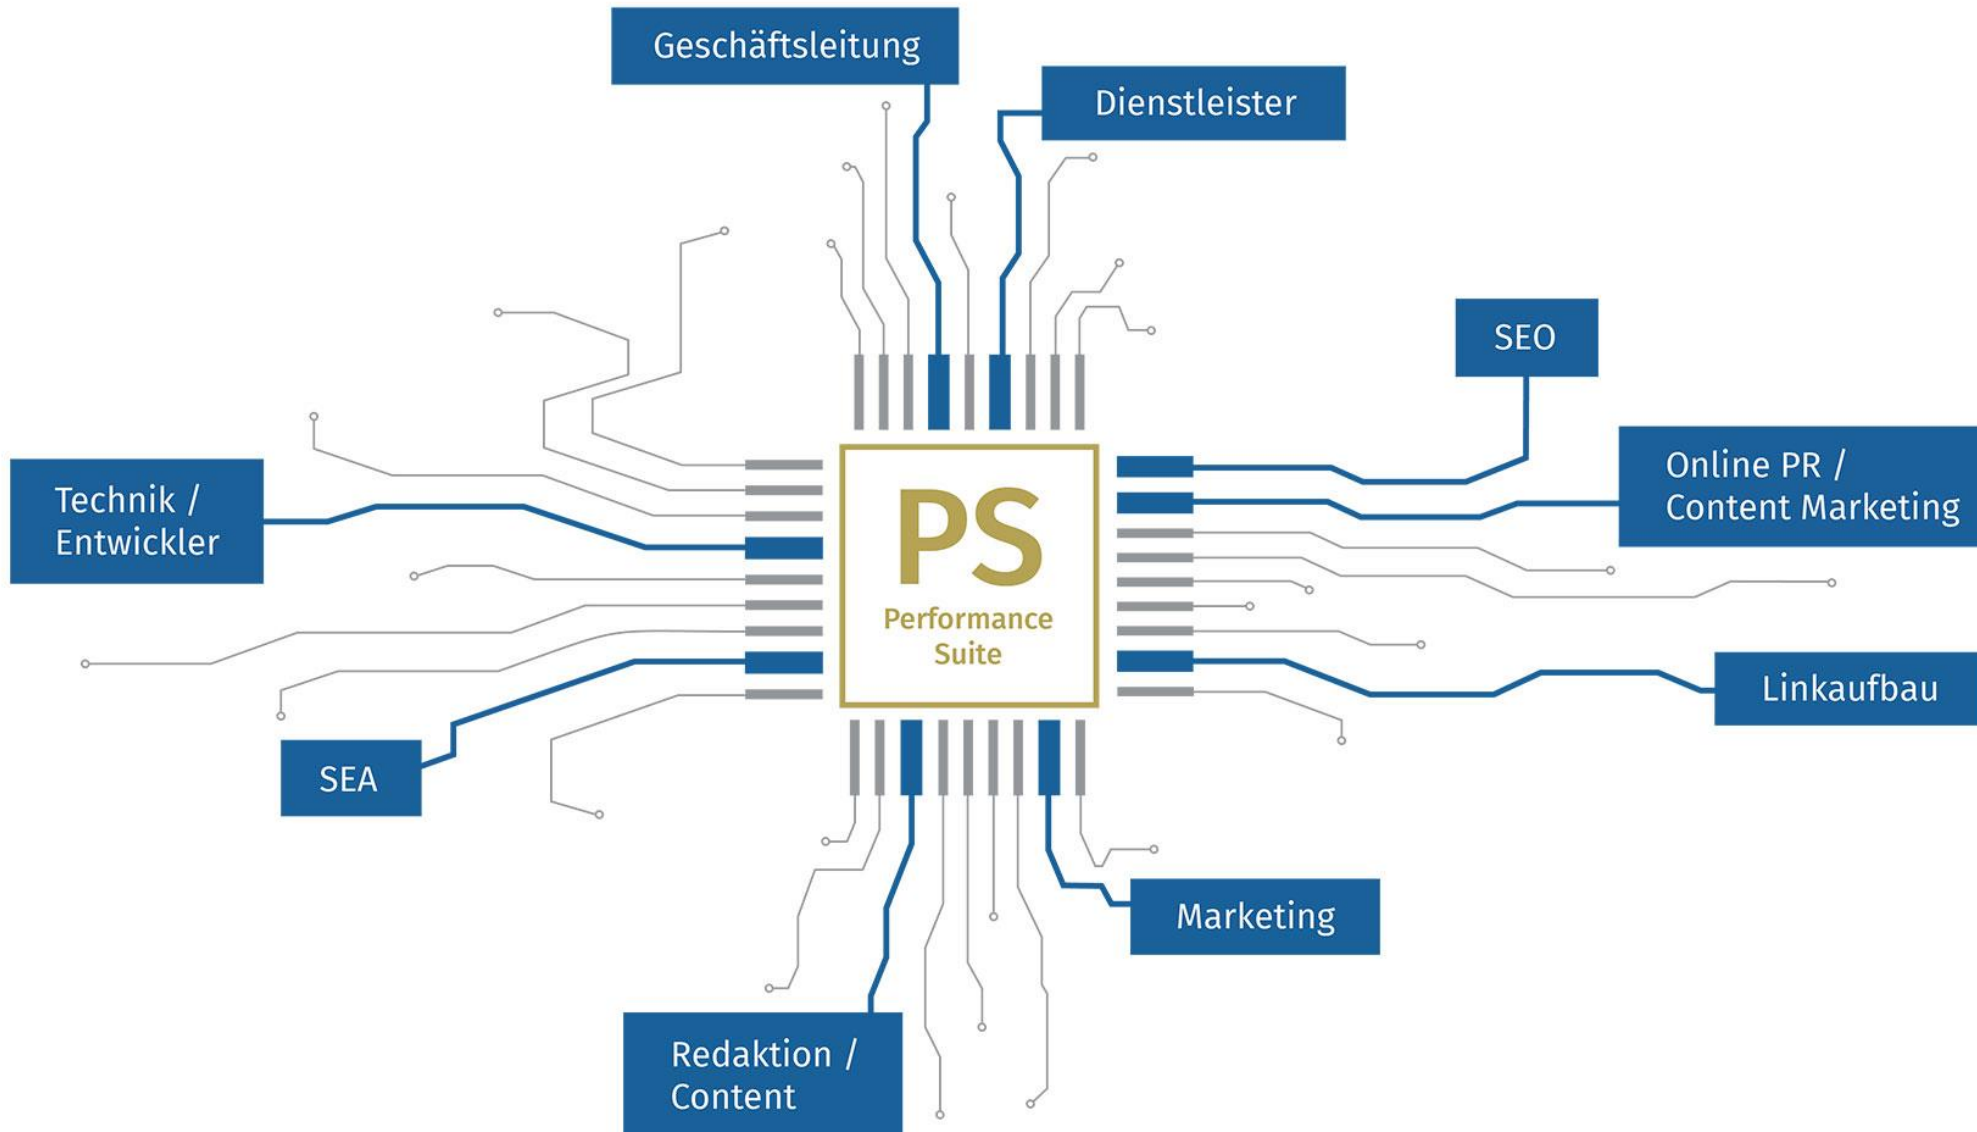 Geschäftsleitung
Dienstleister
SEO
Online PR /
Content Marketing
Technik /
Entwickler
PS
Performance
Suite
Linkaufbau
SEA
Marketing
Redaktion /
Content